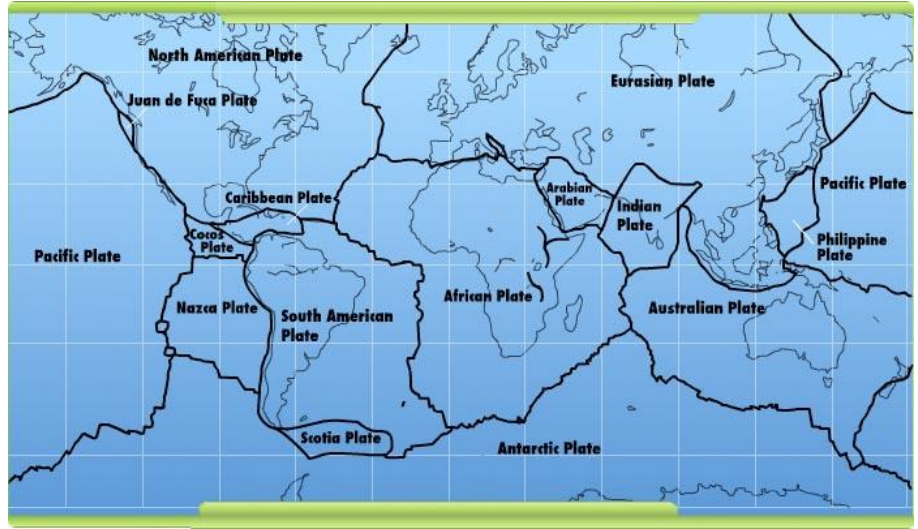 North American Plate
Eurasian Plate
Juan de Fuca Plate
Caribbean Plate
Arabian
Plate
Indian
Plate
Pacific Plate
Cocos
Plate
Philippine
Plate
Pacific Plate
Nazca Plate
South American
Plate
African Plate
Australian Plate
Scotia Plate
Antarctic Plate